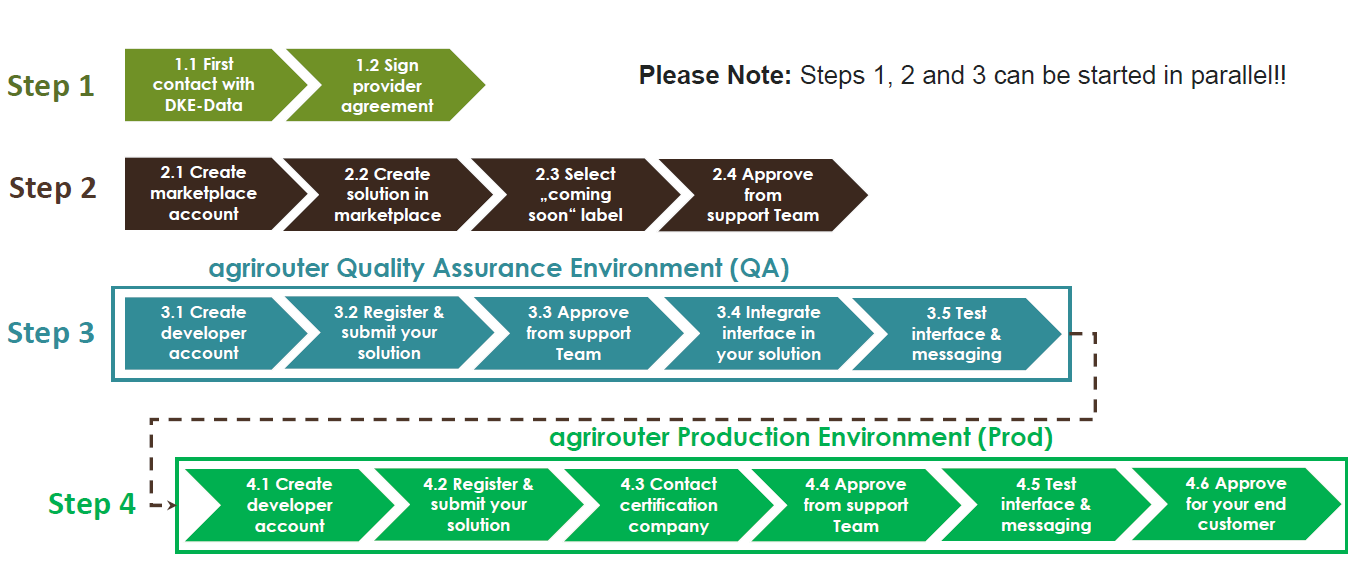 Step 1
1.1 First
contact with
DKE-Data
1.2 Sign
provider
agreement
Please Note: Steps 1, 2 and 3 can be started in parallel!!
Step 2
2.1 Create
marketplace
account
2.2 Create
solution in
marketplace
2.3 Select
„coming
soon“ label
2.4 Approve
from
support Team
agrirouter Quality Assurance Environment (QA)
Step 3
3.1 Create
developer
account
3.2 Register &
submit your
solution
3.3 Approve
from support
Team
3.4 Integrate
interface in
your solution
3.5 Test
interface &
messaging
agrirouter Production Environment (Prod)
Step 4
4.1 Create
developer
account
4.2 Register &
submit your
solution
4.3 Contact
certification
company
4.4 Approve
from support
Team
4.5 Test
interface &
messaging
4.6 Approve
for your end
customer